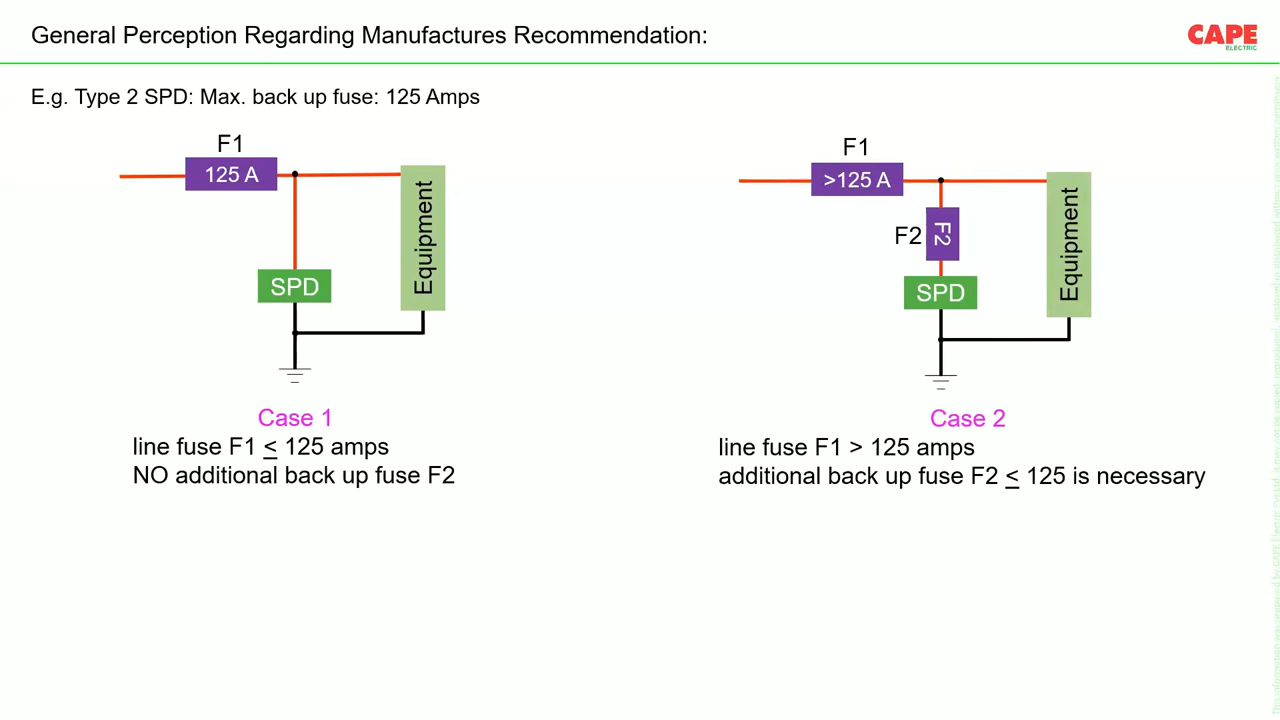 General Perception Regarding Manufactures Recommendation:
CAPE
ELECTRIC
E.g. Type 2 SPD: Max. back up fuse: 125 Amps
F1
125 A
Equipment
SPD
Case 1
line fuse F1 ≤ 125 amps
NO additional back up fuse F2
F1
>125 A
F2
F2
Equipment
SPD
Case 2
line fuse F1 > 125 amps
additional back up fuse F2 ≤ 125 is necessary